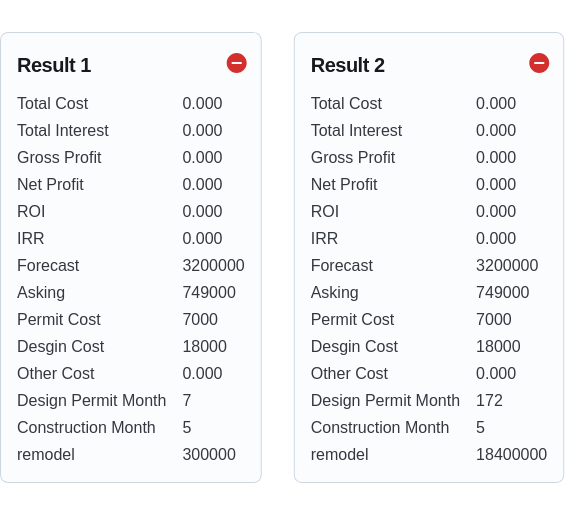 Result 1
Total Cost 0.000
Total Interest 0.000
Gross Profit 0.000
Net Profit 0.000
ROI 0.000
IRR 0.000
Forecast 3200000
Asking 749000
Permit Cost 7000
Desgin Cost 18000
Other Cost 0.000
Design Permit Month 7
Construction Month 5
remodel 300000
Result 2
Total Cost 0.000
Total Interest 0.000
Gross Profit 0.000
Net Profit 0.000
ROI 0.000
IRR 0.000
Forecast 3200000
Asking 749000
Permit Cost 7000
Desgin Cost 18000
Other Cost 0.000
Design Permit Month 172
Construction Month 5
remodel 18400000